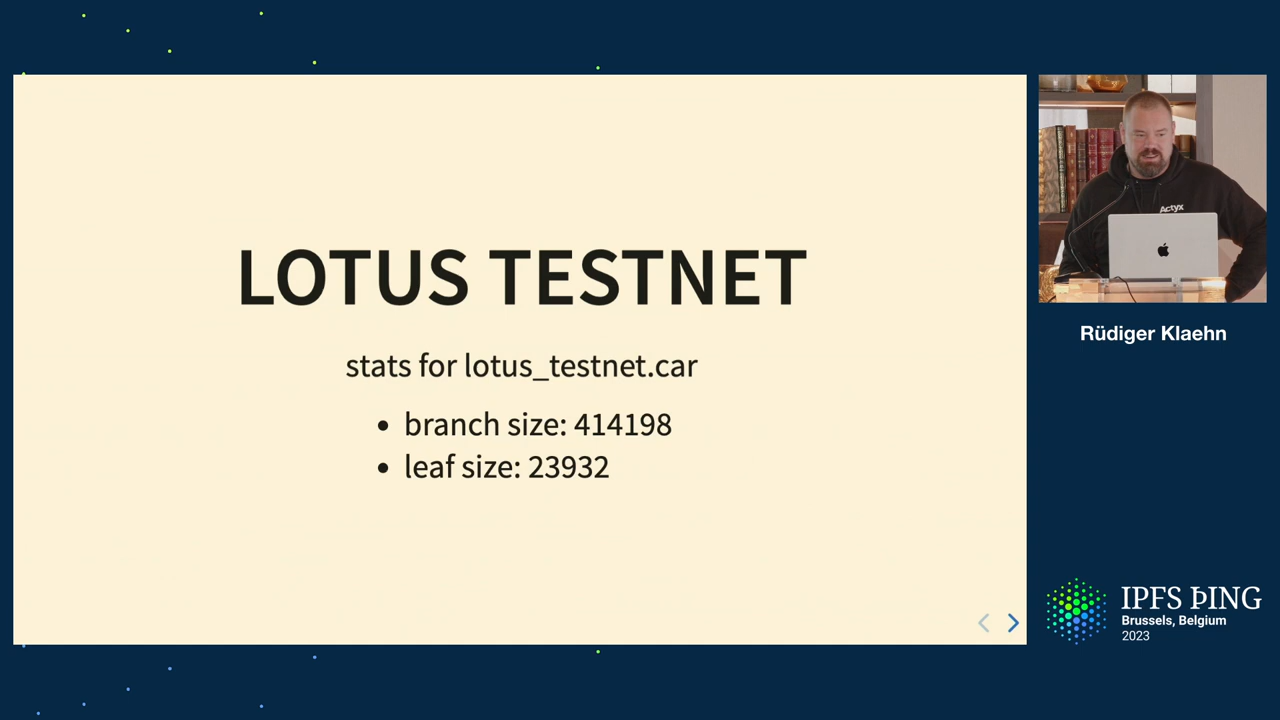 LOTUS TESTNET
stats for lotus_testnet.car
branch size: 414198
leaf size: 23932
Actyx
Rüdiger Klaehn
IPFS ÞING
Brussels, Belgium
2023